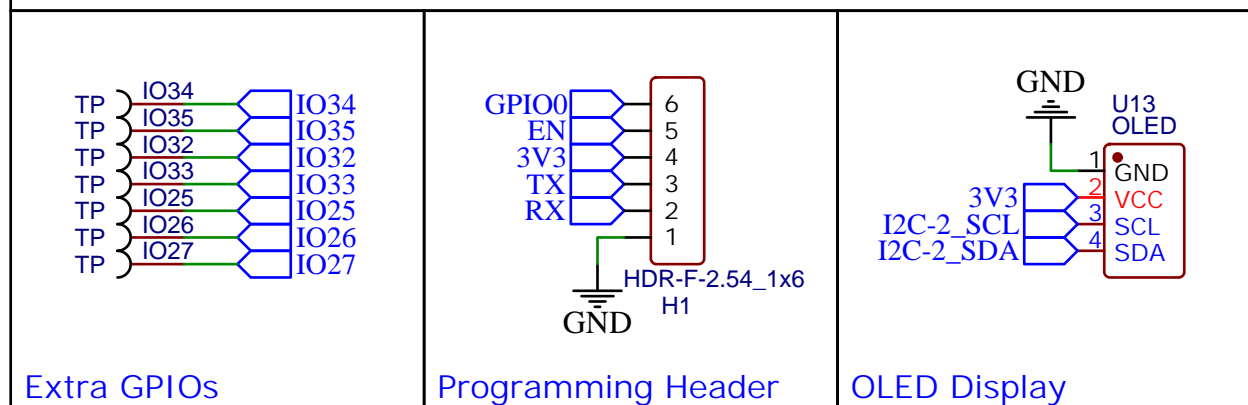 TP IO34 IO34
TP IO35 IO35
TP IO32 IO32
TP IO33 IO33
TP IO25 IO25
TP IO26 IO26
TP IO27 IO27
Extra GPIOs
GPIO0 6
EN 5
3V3 4
TX 3
RX 2
1
HDR-F-2.54_1x6
H1
GND
Programming Header
GND
U13
OLED
1 GND
3V3 2 VCC
I2C-2_SCL 3 SCL
I2C-2_SDA 4 SDA
OLED Display